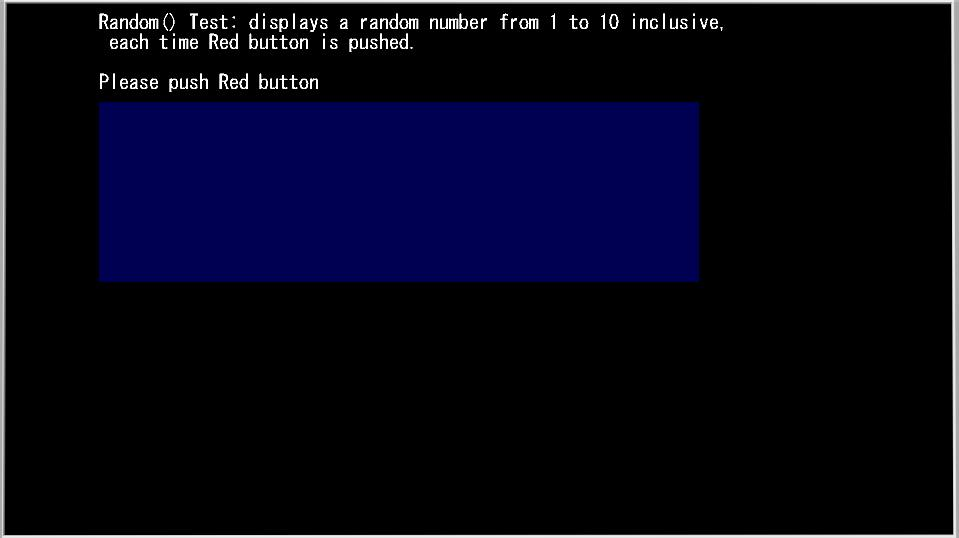 Random() Test: displays a random number from 1 to 10 inclusive,
each time Red button is pushed.
Please push Red button